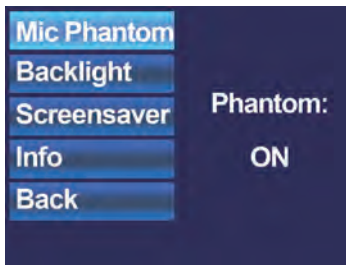 Mic Phantom
Backlight
Screensaver
Info
Back
Phantom:
ON